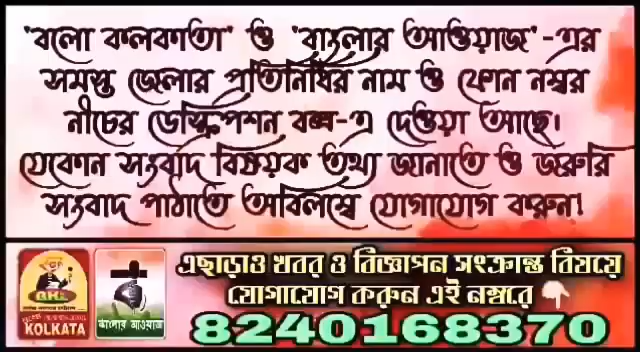 'বলো কলকাতা' ও 'বাংলার আওয়াজ'-এর
সমস্ত জেলার প্রতিনিধির নাম ও ফোন নম্বর
নীচের ডেস্ক্রিপশন বক্স-এ দেওয়া আছে।
যেকোন সংবাদ বিষয়ক তথ্য জানাতে ও জরুরি
সংবাদ পাঠাতে অবিলম্বে যোগাযোগ করুন!
এছাড়াও খবর ও বিজ্ঞাপন সংক্রান্ত বিষয়ে
যোগাযোগ করুন এই নম্বরে
8240168370
KOLKATA
বাংলার আওয়াজ